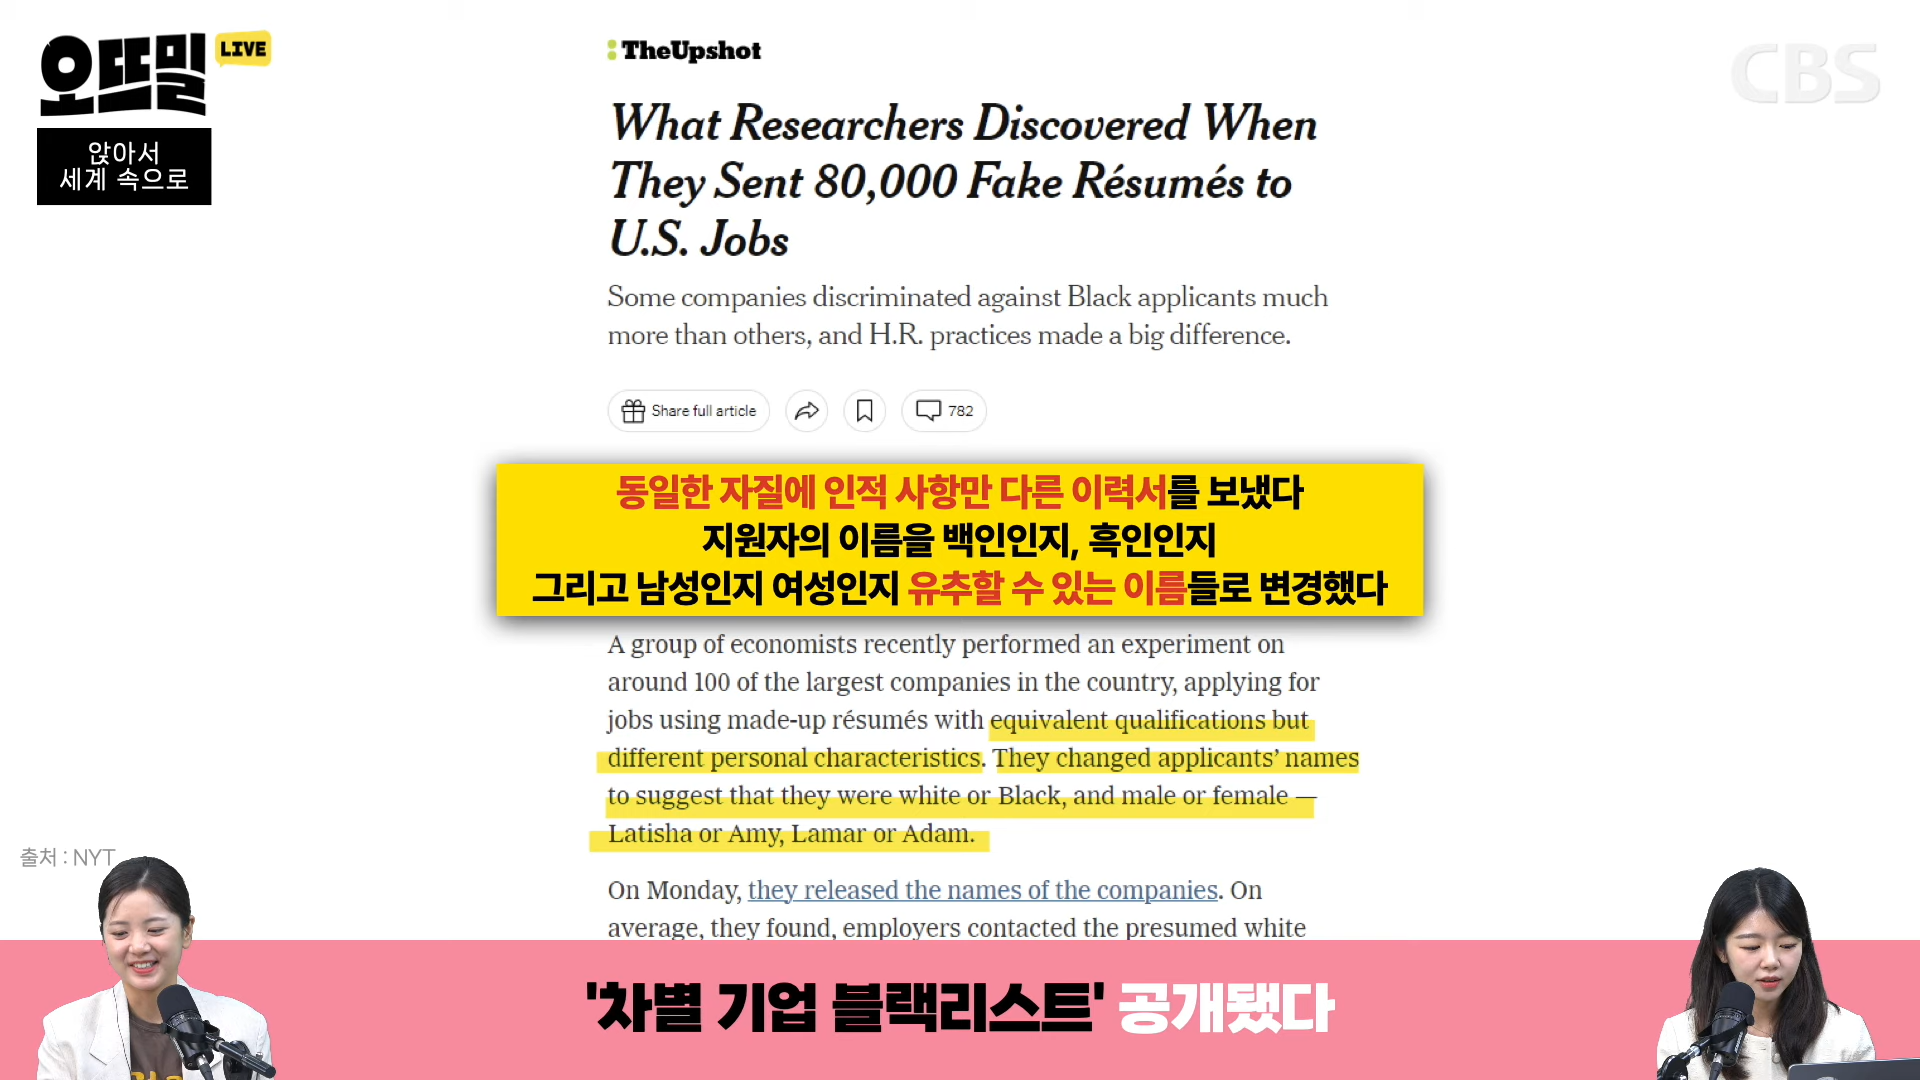 오뜨밀
LIVE
앉아서
세계 속으로
CBS
TheUpshot
What Researchers Discovered When
They Sent 80,000 Fake Résumés to
U.S. Jobs
Some companies discriminated against Black applicants much
more than others, and H.R. practices made a big difference.
Share full article
782
동일한 자질에 인적 사항만 다른 이력서를 보냈다
지원자의 이름을 백인인지, 흑인인지
그리고 남성인지 여성인지 유추할 수 있는 이름들로 변경했다
A group of economists recently performed an experiment on
around 100 of the largest companies in the country, applying for
jobs using made-up résumés with equivalent qualifications but
different personal characteristics. They changed applicants’ names
to suggest that they were white or Black, and male or female —
Latisha or Amy, Lamar or Adam.
On Monday, they released the names of the companies. On
average, they found, employers contacted the presumed white
출처 : NYT
'차별 기업 블랙리스트' 공개됐다